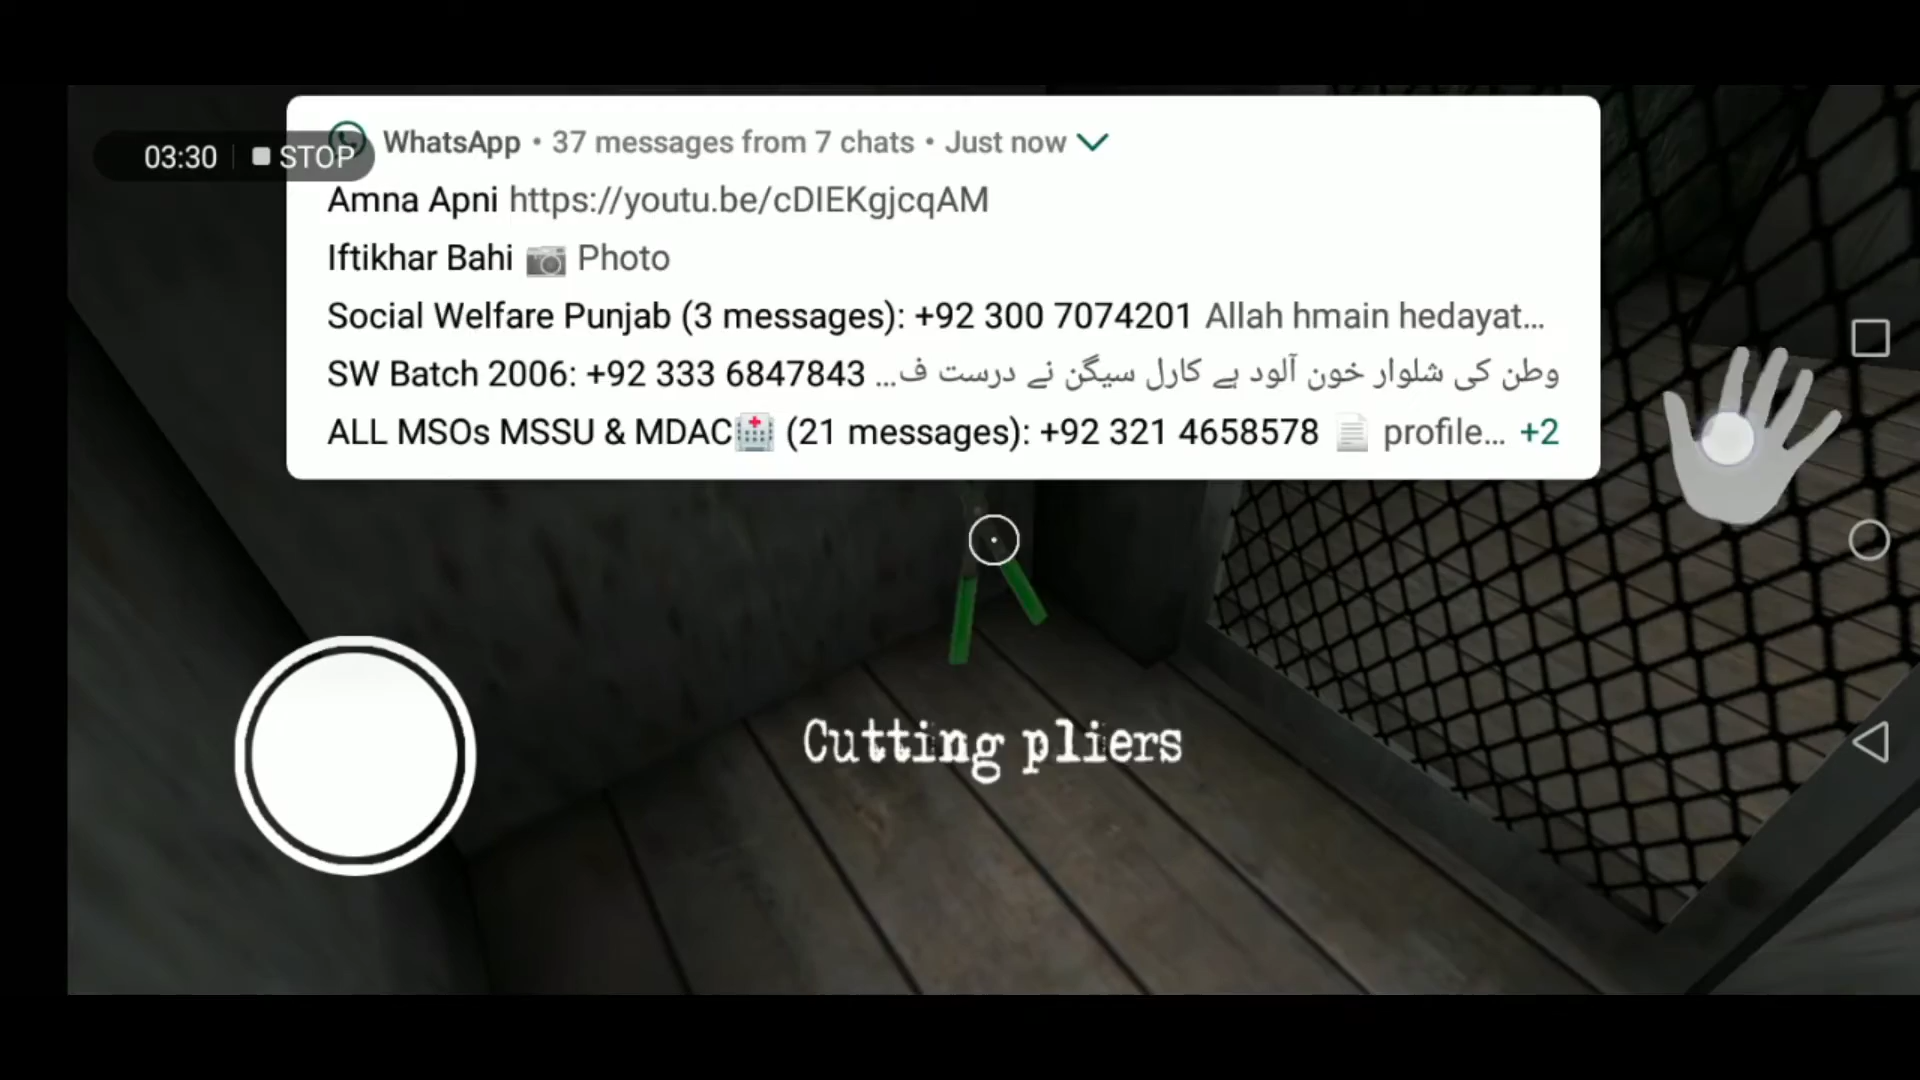 WhatsApp • 37 messages from 7 chats • Just now
03:30 STOP
Amna Apni https://youtu.be/cDIEKgjcqAM
Iftikhar Bahi 📷 Photo
Social Welfare Punjab (3 messages): +92 300 7074201 Allah hmain hedayat…
SW Batch 2006: +92 333 6847843 وطن کی شلوار خون آلود ہے کارل سیگن نے درست ف…
ALL MSOs MSSU & MDAC🏥 (21 messages): +92 321 4658578 📄 profile… +2
Cutting pliers